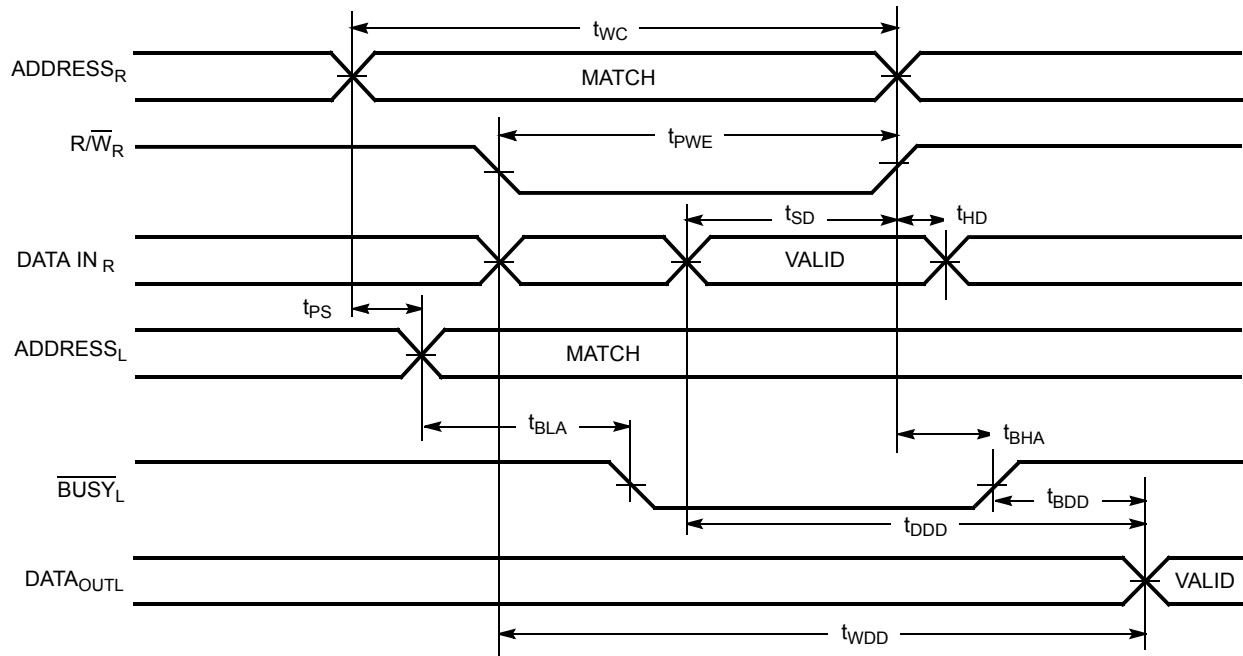 tWC
ADDRESSR
MATCH
R/W̅R
tPWE
tSD
tHD
DATA IN R
VALID
tPS
ADDRESSL
MATCH
tBLA
tBHA
B̅U̅S̅Y̅L
tBDD
tDDD
DATAOUTL
VALID
tWDD